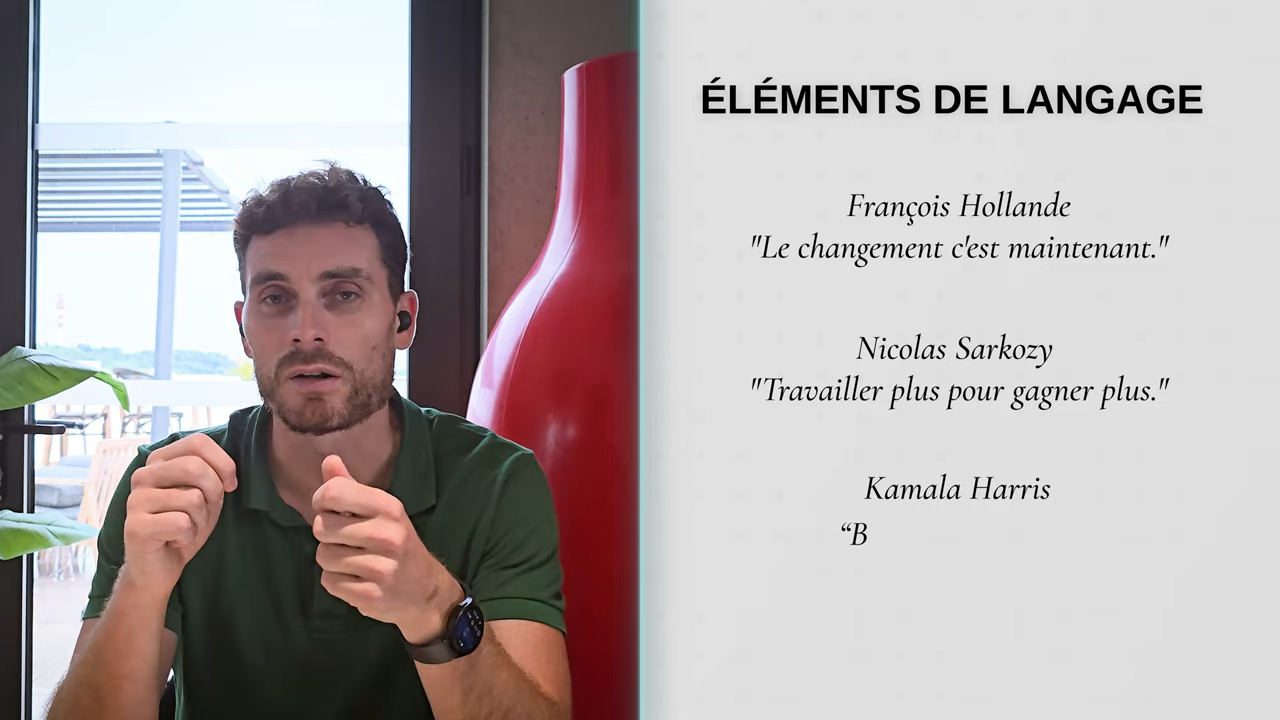 ÉLÉMENTS DE LANGAGE
François Hollande
"Le changement c'est maintenant."
Nicolas Sarkozy
"Travailler plus pour gagner plus."
Kamala Harris
“B